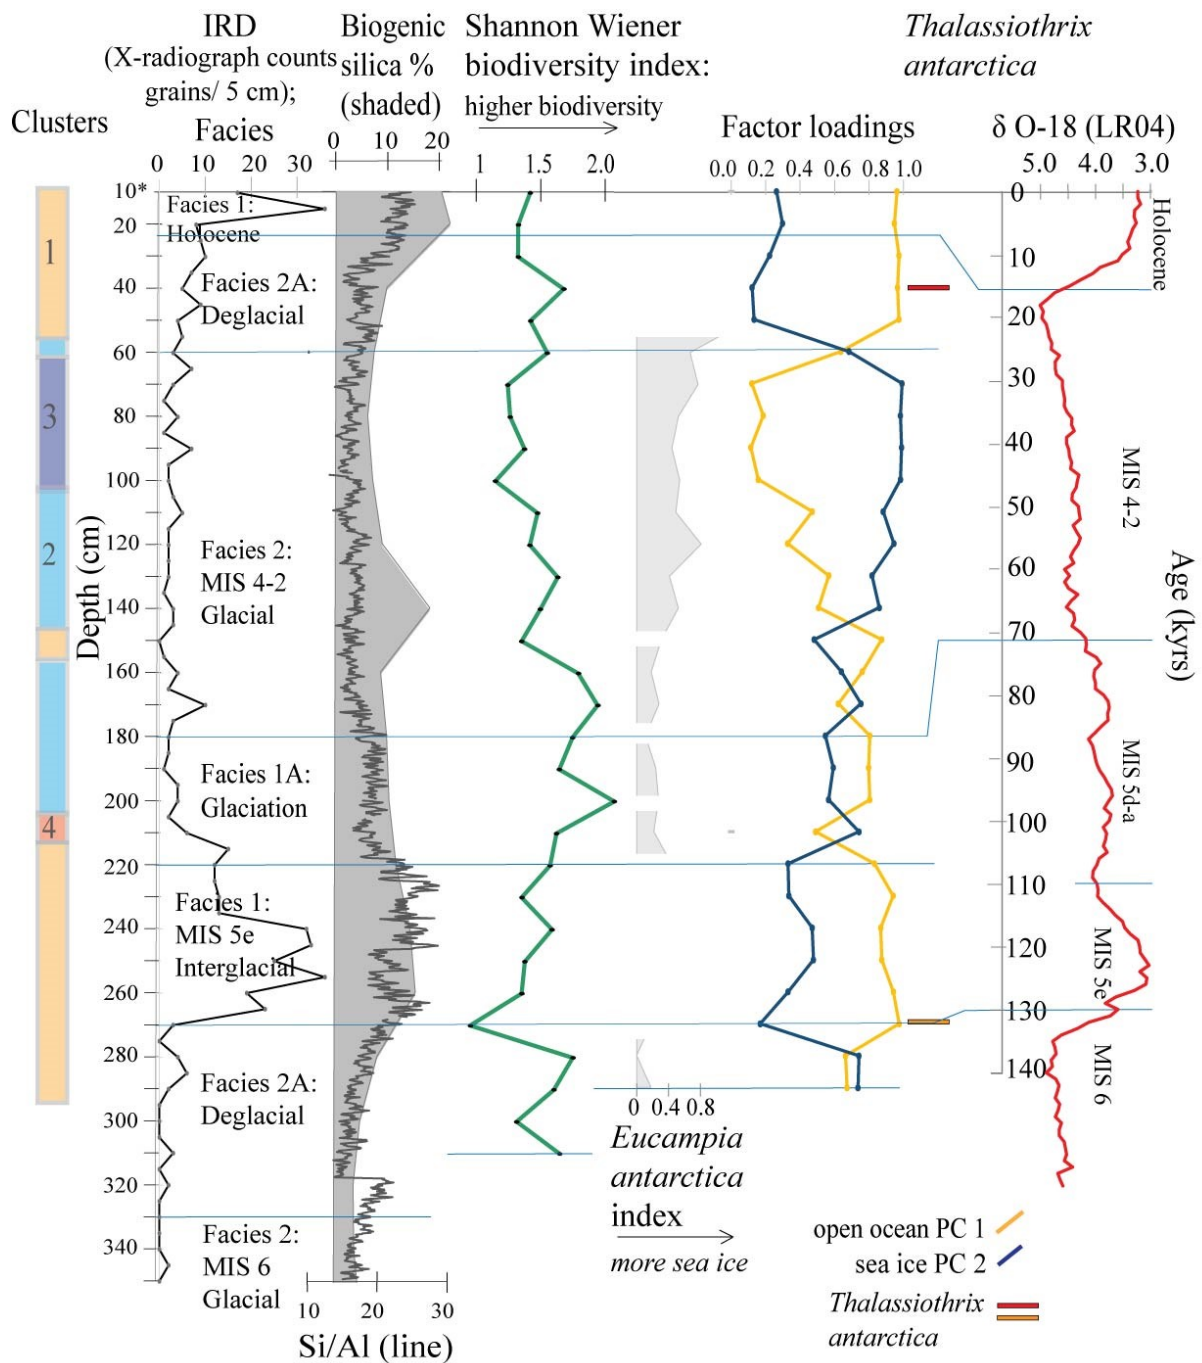 IRD
(X-radiograph counts
grains/ 5 cm);
Facies
Biogenic
silica %
(shaded)
Shannon Wiener
biodiversity index:
higher biodiversity
Thalassiothrix
antarctica
Clusters
Factor loadings
δ O-18 (LR04)
0 10 20 30
0 10 20
1 1.5 2.0
0.0 0.2 0.4 0.6 0.8 1.0
5.0 4.0 3.0
1
3
2
4
Depth (cm)
10*
20
40
60
80
100
120
140
160
180
200
220
240
260
280
300
320
340
Facies 1:
Holocene
Facies 2A:
Deglacial
Facies 2:
MIS 4-2
Glacial
Facies 1A:
Glaciation
Facies 1:
MIS 5e
Interglacial
Facies 2A:
Deglacial
Facies 2:
MIS 6
Glacial
10 20 30
Si/Al (line)
0 0.4 0.8
Eucampia
antarctica
index
more sea ice
0
10
20
30
40
50
60
70
80
90
100
110
120
130
140
Age (kyrs)
Holocene
MIS 4-2
MIS 5d-a
MIS 5e
MIS 6
open ocean PC 1
sea ice PC 2
Thalassiothrix
antarctica